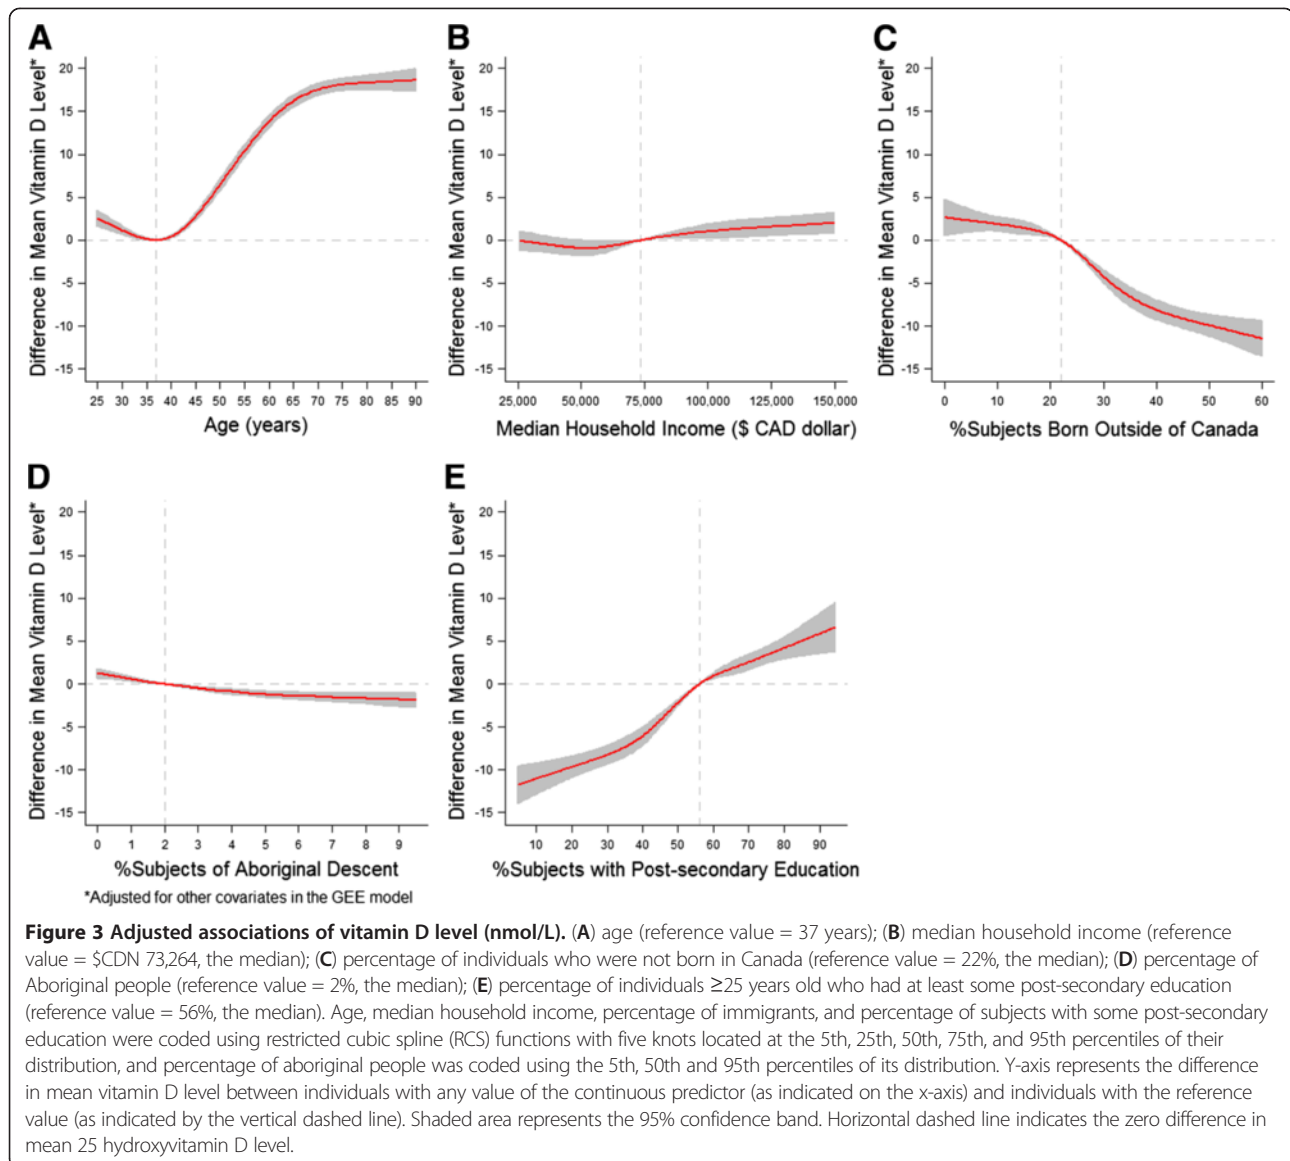 A
Difference in Mean Vitamin D Level*
20
15
10
5
0
-5
-10
-15
25 30 35 40 45 50 55 60 65 70 75 80 85 90
Age (years)
B
Difference in Mean Vitamin D Level*
20
15
10
5
0
-5
-10
-15
25,000 50,000 75,000 100,000 125,000 150,000
Median Household Income ($ CAD dollar)
C
Difference in Mean Vitamin D Level*
20
15
10
5
0
-5
-10
-15
0 10 20 30 40 50 60
%Subjects Born Outside of Canada
D
Difference in Mean Vitamin D Level*
20
15
10
5
0
-5
-10
-15
0 1 2 3 4 5 6 7 8 9
%Subjects of Aboriginal Descent
*Adjusted for other covariates in the GEE model
E
Difference in Mean Vitamin D Level*
20
15
10
5
0
-5
-10
-15
10 20 30 40 50 60 70 80 90
%Subjects with Post-secondary Education
Figure 3 Adjusted associations of vitamin D level (nmol/L). (A) age (reference value = 37 years); (B) median household income (reference
value = $CDN 73,264, the median); (C) percentage of individuals who were not born in Canada (reference value = 22%, the median); (D) percentage of
Aboriginal people (reference value = 2%, the median); (E) percentage of individuals ≥25 years old who had at least some post-secondary education
(reference value = 56%, the median). Age, median household income, percentage of immigrants, and percentage of subjects with some post-secondary
education were coded using restricted cubic spline (RCS) functions with five knots located at the 5th, 25th, 50th, 75th, and 95th percentiles of their
distribution, and percentage of aboriginal people was coded using the 5th, 50th and 95th percentiles of its distribution. Y-axis represents the difference
in mean vitamin D level between individuals with any value of the continuous predictor (as indicated on the x-axis) and individuals with the reference
value (as indicated by the vertical dashed line). Shaded area represents the 95% confidence band. Horizontal dashed line indicates the zero difference in
mean 25 hydroxyvitamin D level.